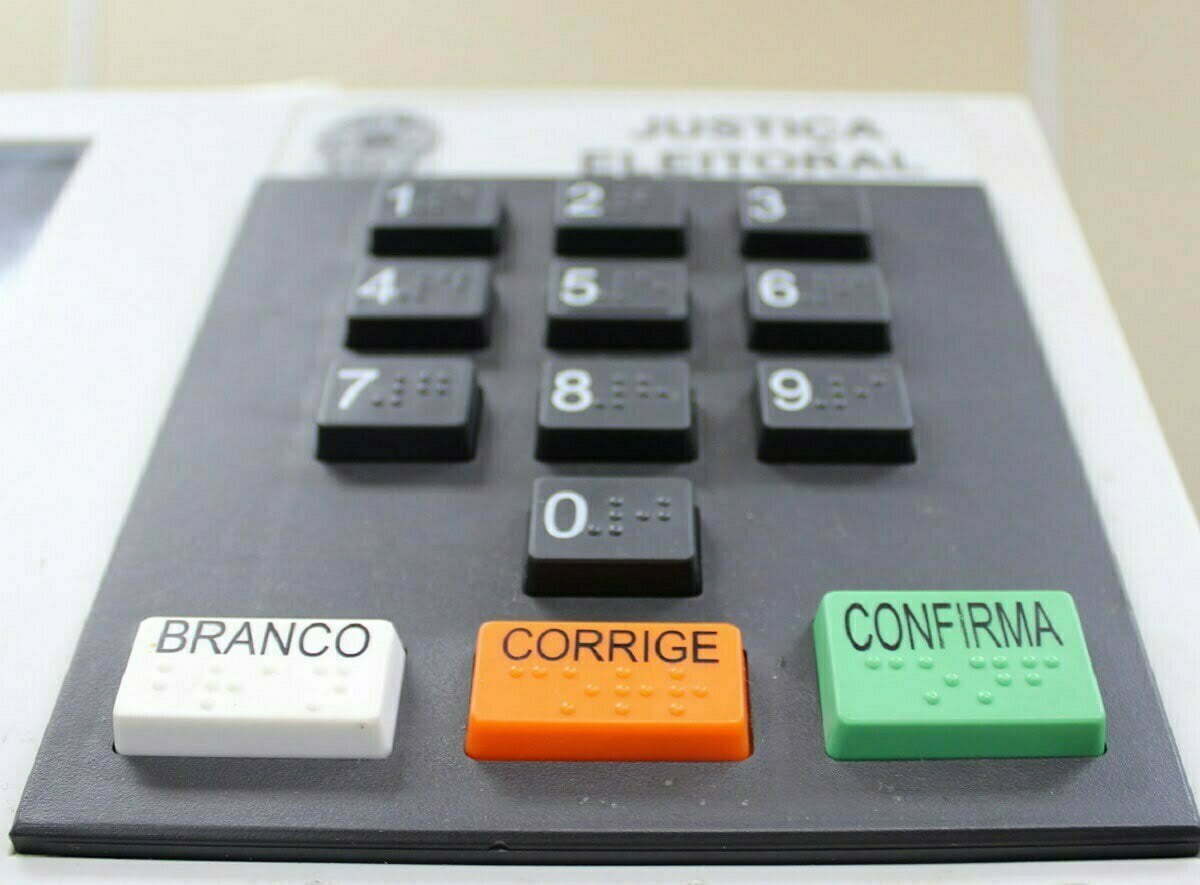 JUSTIÇA
ELEITORAL
1 2 3
4 5 6
7 8 9
0
BRANCO CORRIGE CONFIRMA